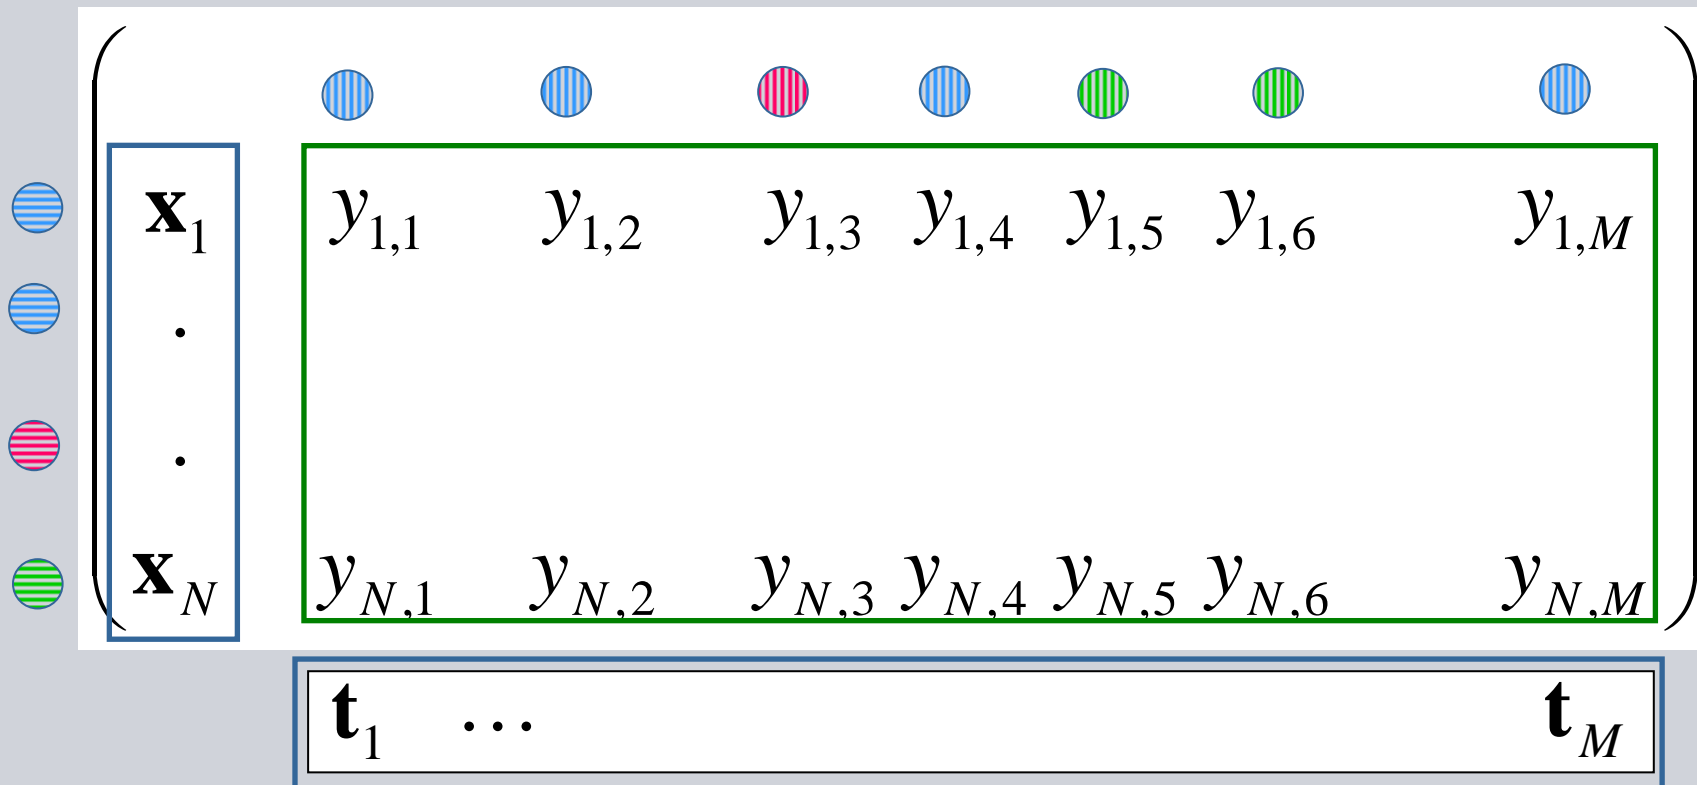 x1 y1,1 y1,2 y1,3 y1,4 y1,5 y1,6 y1,M
.
.
xN yN,1 yN,2 yN,3 yN,4 yN,5 yN,6 yN,M
t1 ... tM